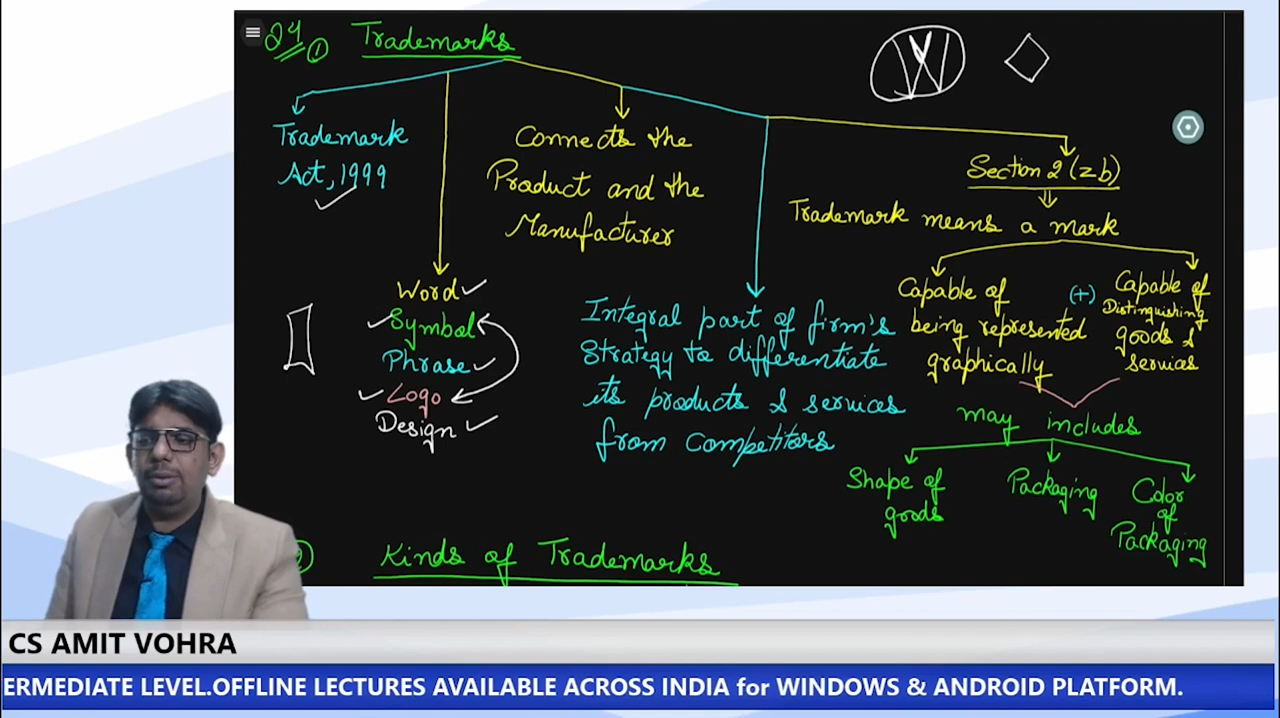 24 ① Trademarks
Trademark
Act, 1999
Word
Symbol
Phrase
Logo
Design
Connects the
Product and the
Manufacturer
Integral part of firm's
Strategy to differentiate
its products & services
from competitors
Section 2 (zb)
Trademark means a mark
Capable of
being represented
graphically
(+)
Capable of
Distinguishing
goods &
services
may includes
Shape of
goods
Packaging
Color
of
Packaging
Kinds of Trademarks
CS AMIT VOHRA
ERMEDIATE LEVEL.OFFLINE LECTURES AVAILABLE ACROSS INDIA for WINDOWS & ANDROID PLATFORM.